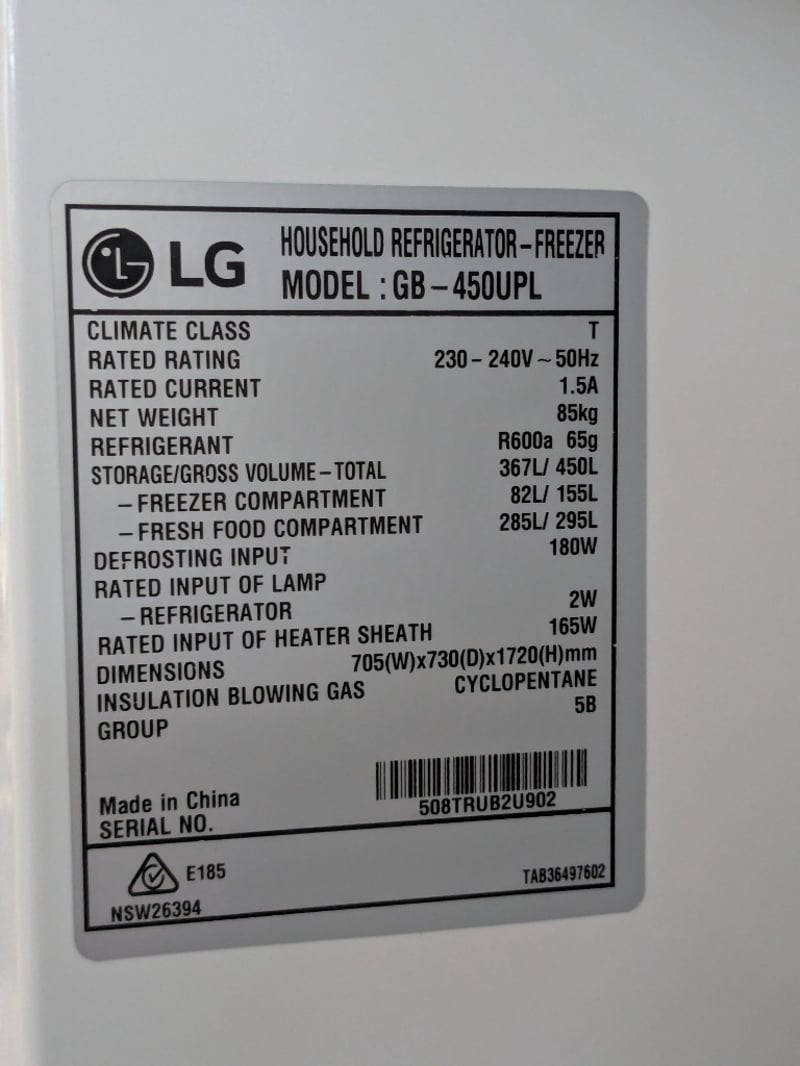 LG
HOUSEHOLD REFRIGERATOR-FREEZER
MODEL : GB-450UPL
CLIMATE CLASS T
RATED RATING 230-240V~50Hz
RATED CURRENT 1.5A
NET WEIGHT 85kg
REFRIGERANT R600a 65g
STORAGE/GROSS VOLUME-TOTAL 367L/ 450L
-FREEZER COMPARTMENT 82L/ 155L
-FRESH FOOD COMPARTMENT 285L/ 295L
DEFROSTING INPUT 180W
RATED INPUT OF LAMP
-REFRIGERATOR 2W
RATED INPUT OF HEATER SHEATH 165W
DIMENSIONS 705(W)x730(D)x1720(H)mm
INSULATION BLOWING GAS CYCLOPENTANE
GROUP 5B
Made in China
SERIAL NO. 508TRUB2U902
E185
NSW26394
TAB36497602